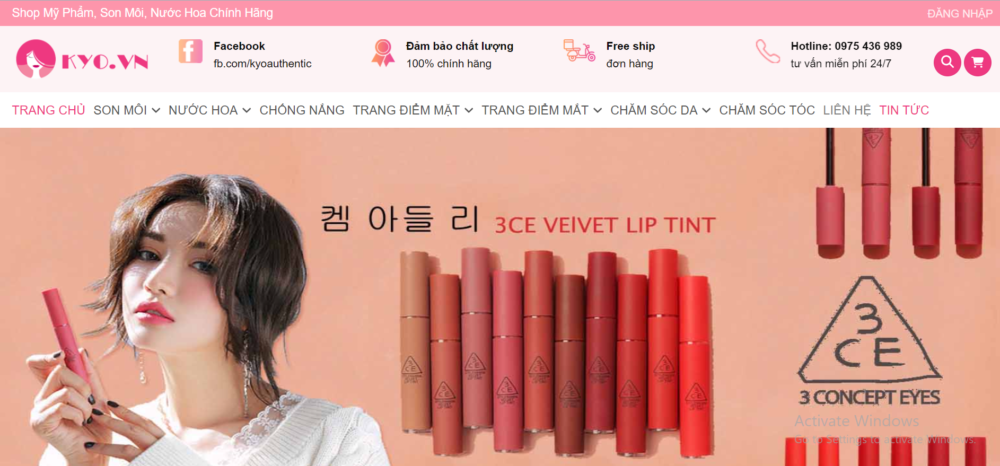 Shop Mỹ Phẩm, Son Môi, Nước Hoa Chính Hãng
ĐĂNG NHẬP
KYO.VN
Facebook
fb.com/kyoauthentic
Đảm bảo chất lượng
100% chính hãng
Free ship
đơn hàng
Hotline: 0975 436 989
tư vấn miễn phí 24/7
TRANG CHỦ SON MÔI NƯỚC HOA CHỐNG NẮNG TRANG ĐIỂM MẶT TRANG ĐIỂM MẮT CHĂM SÓC DA CHĂM SÓC TÓC LIÊN HỆ TIN TỨC
켐 아들 리 3CE VElVET LIP TINT
3
CE
3 CONCEPT EYES
Activate Windows
Go to Settings to activate Windows.